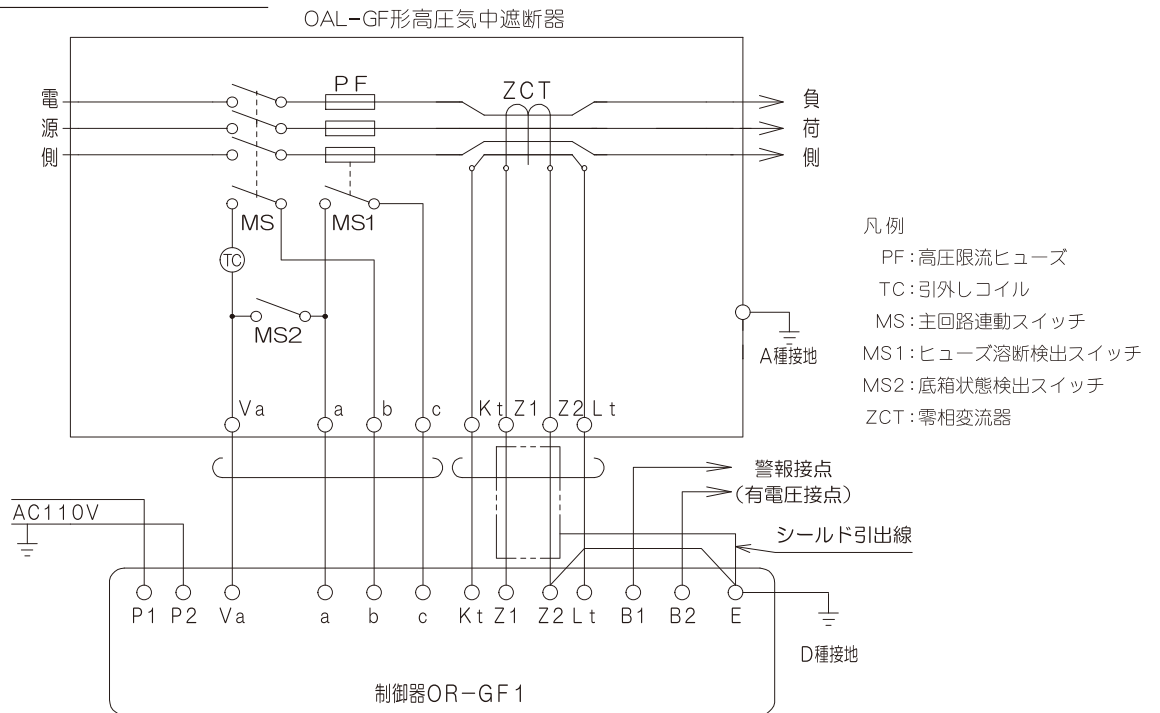 OAL-GF形高圧気中遮断器
PF
ZCT
電源側
負荷側
MS
MS1
TC
MS2
A種接地
凡例
PF:高圧限流ヒューズ
TC:引外しコイル
MS:主回路連動スイッチ
MS1:ヒューズ溶断検出スイッチ
MS2:底箱状態検出スイッチ
ZCT:零相変流器
Va a b c Kt Z1 Z2 Lt
警報接点
(有電圧接点)
AC110V
シールド引出線
P1 P2 Va a b c Kt Z1 Z2 Lt B1 B2 E
D種接地
制御器OR-GF1